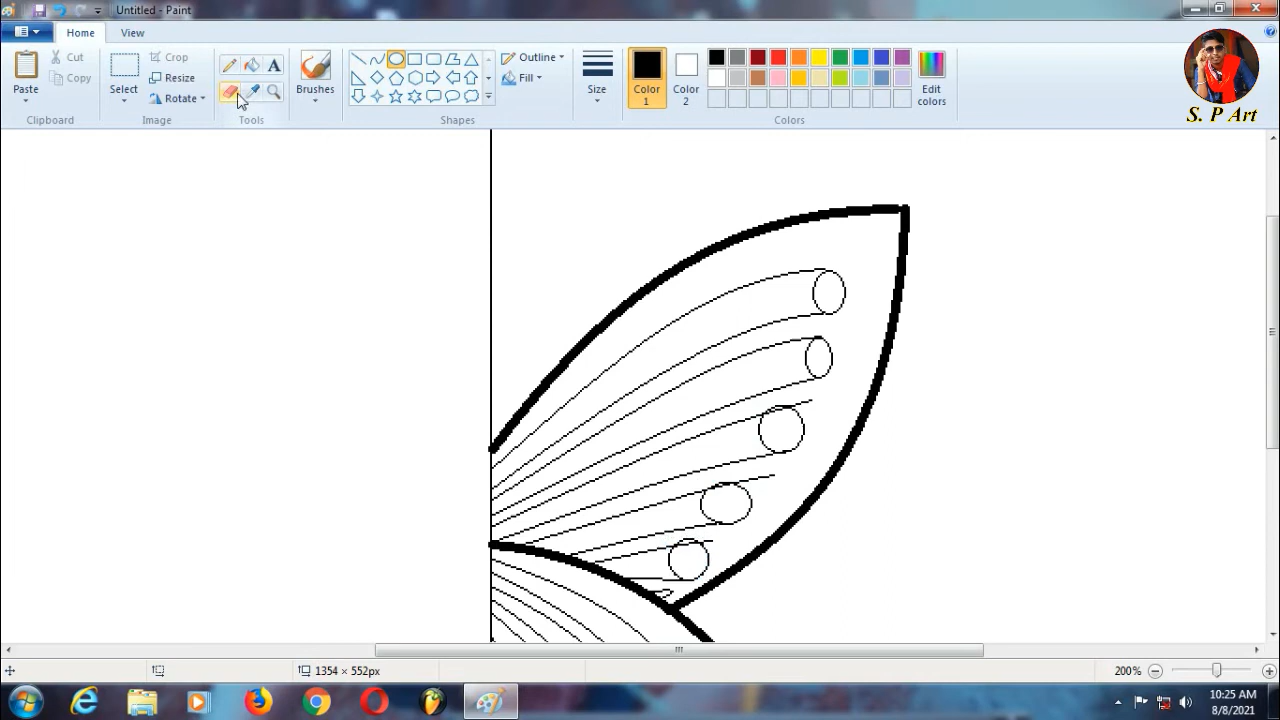 Untitled - Paint
Home
View
Paste
Cut
Copy
Clipboard
Select
Crop
Resize
Rotate
Image
A
Tools
Brushes
Outline
Fill
Shapes
Size
Color
1
Color
2
Edit
colors
Colors
S. P Art
1354 × 552px
200%
10:25 AM
8/8/2021